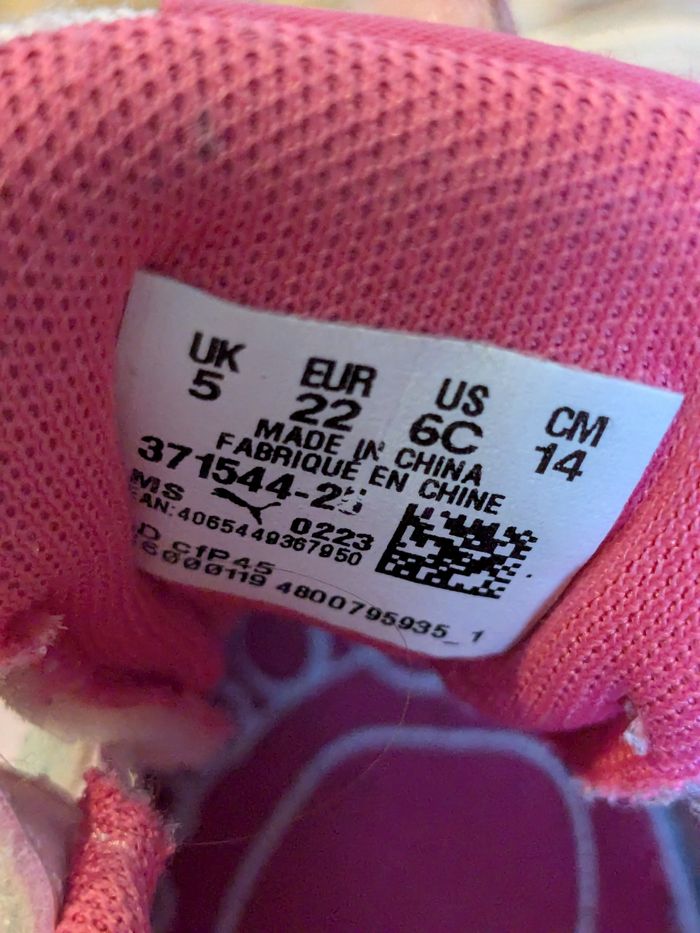 UK EUR US CM
5 22 6C 14
MADE IN CHINA
FABRIQUÉ EN CHINE
MS 0223
EAN:4065449367950
D cfP45
4800795935_1